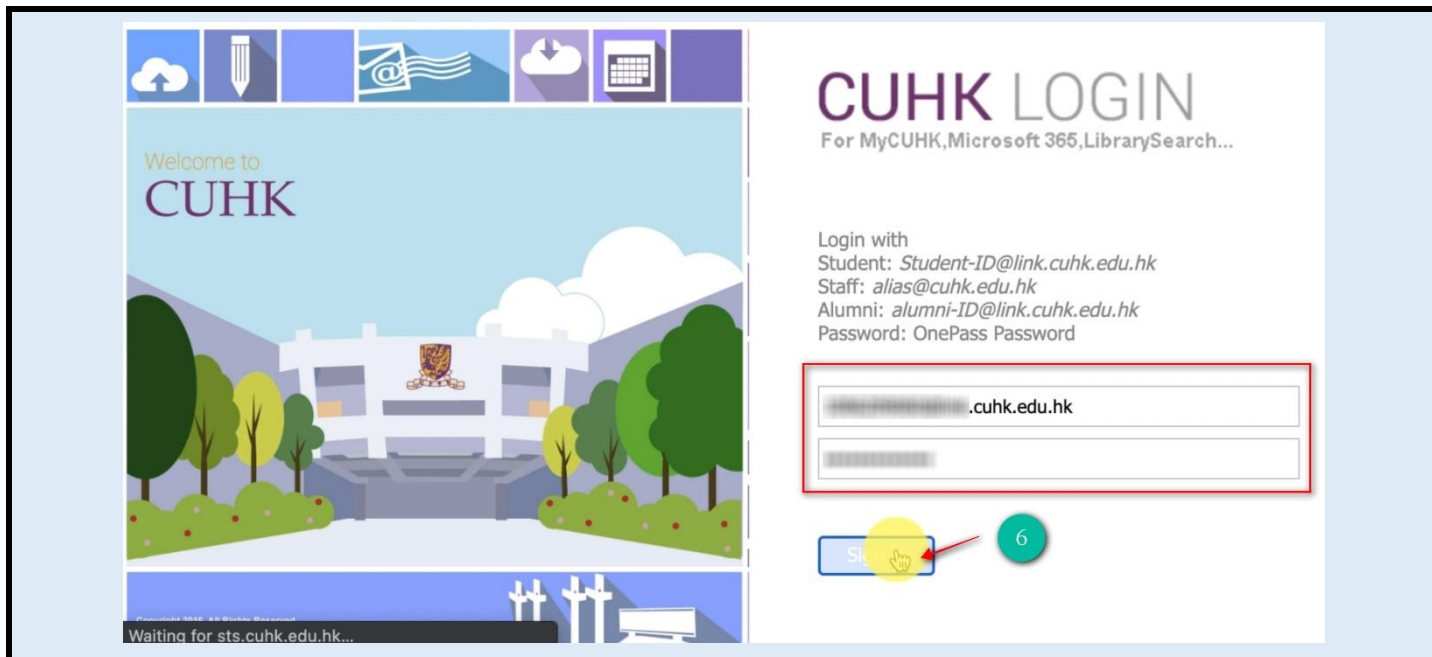 Welcome to
CUHK
Waiting for sts.cuhk.edu.hk...
CUHK LOGIN
For MyCUHK,Microsoft 365,LibrarySearch...
Login with
Student: Student-ID@link.cuhk.edu.hk
Staff: alias@cuhk.edu.hk
Alumni: alumni-ID@link.cuhk.edu.hk
Password: OnePass Password
.cuhk.edu.hk
6